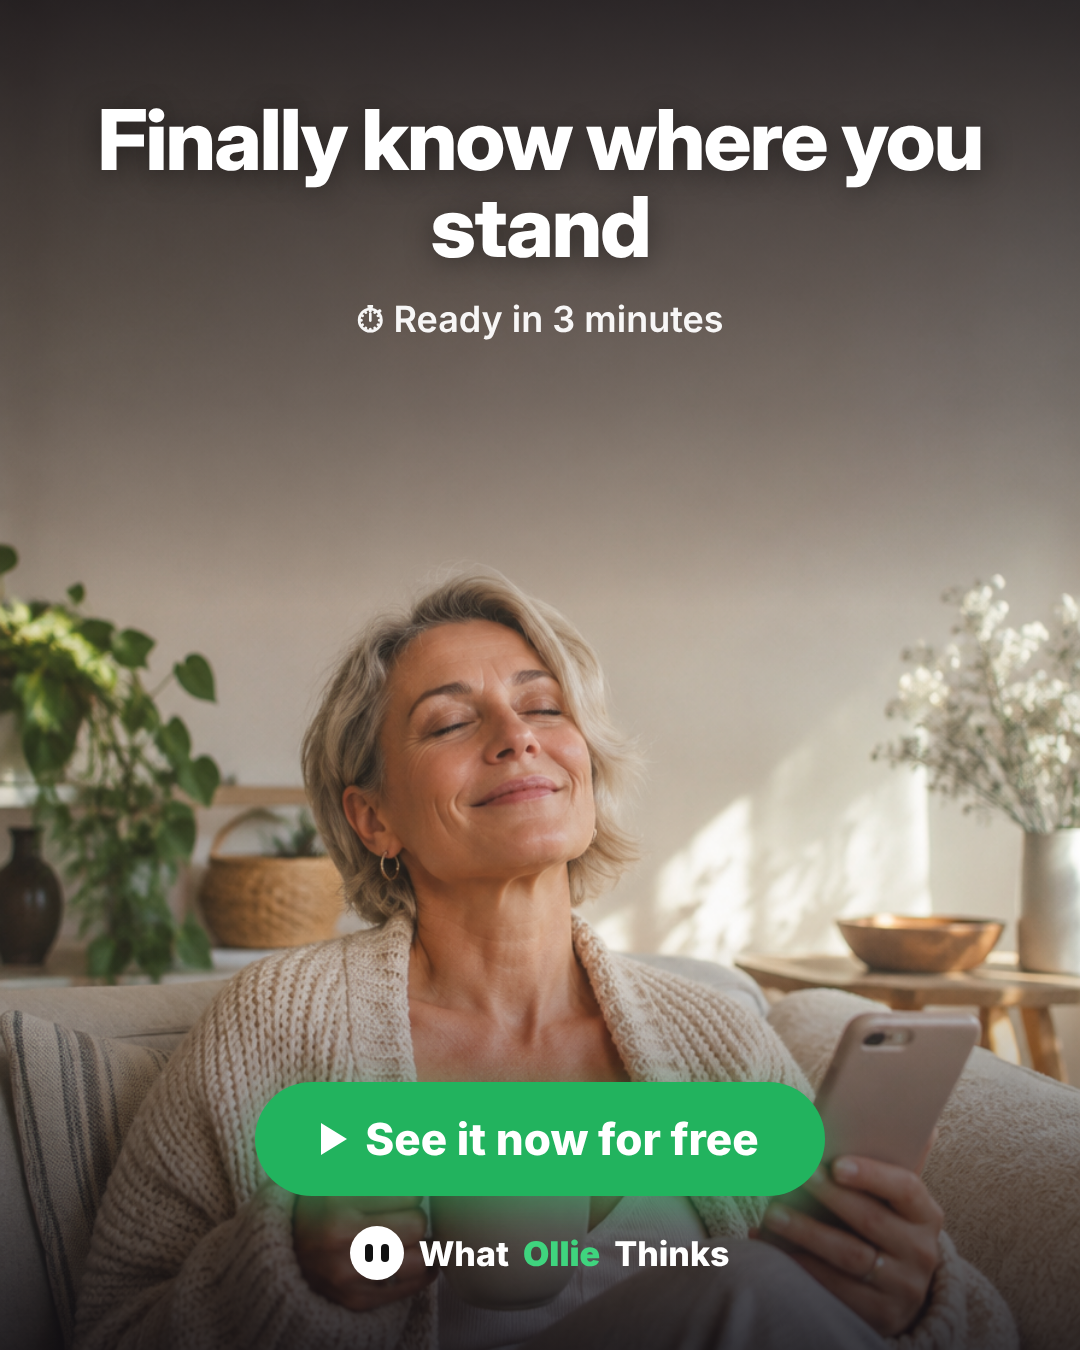 Finally know where you
stand
⏱ Ready in 3 minutes
▶ See it now for free
What Ollie Thinks